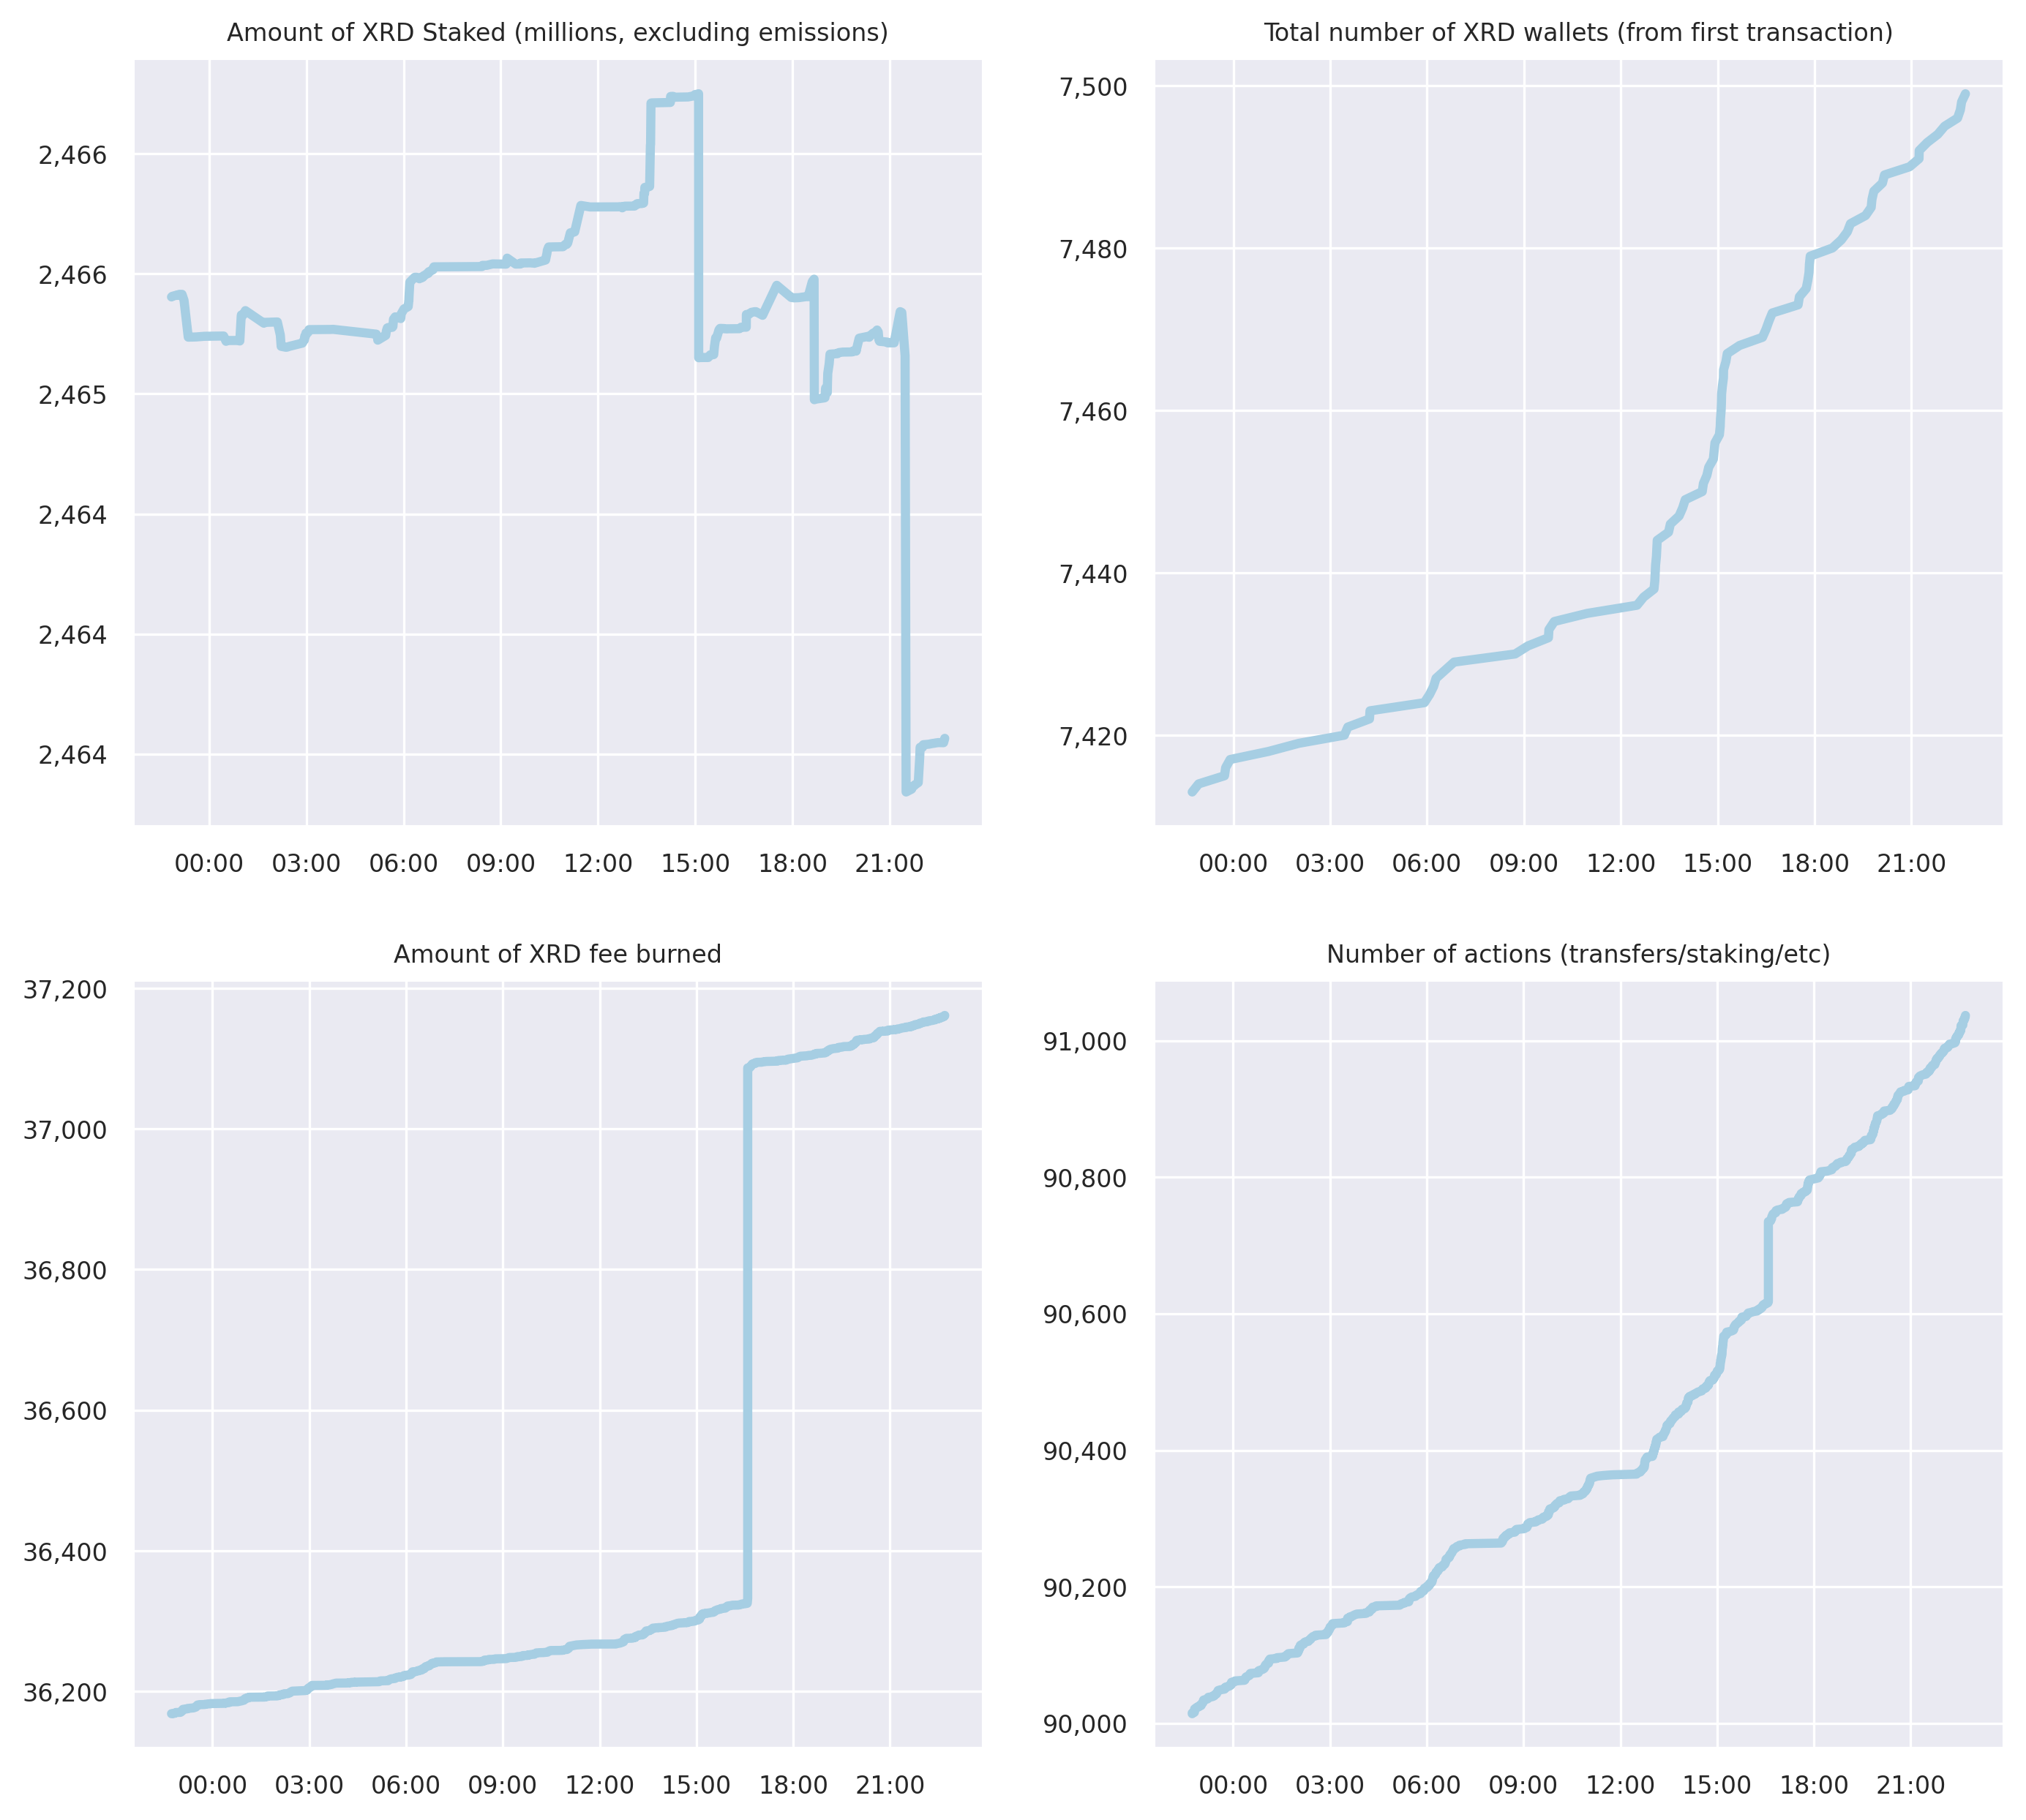 Amount of XRD Staked (millions, excluding emissions)
2,466
2,466
2,465
2,464
2,464
2,464
00:00 03:00 06:00 09:00 12:00 15:00 18:00 21:00
Total number of XRD wallets (from first transaction)
7,500
7,480
7,460
7,440
7,420
00:00 03:00 06:00 09:00 12:00 15:00 18:00 21:00
Amount of XRD fee burned
37,200
37,000
36,800
36,600
36,400
36,200
00:00 03:00 06:00 09:00 12:00 15:00 18:00 21:00
Number of actions (transfers/staking/etc)
91,000
90,800
90,600
90,400
90,200
90,000
00:00 03:00 06:00 09:00 12:00 15:00 18:00 21:00